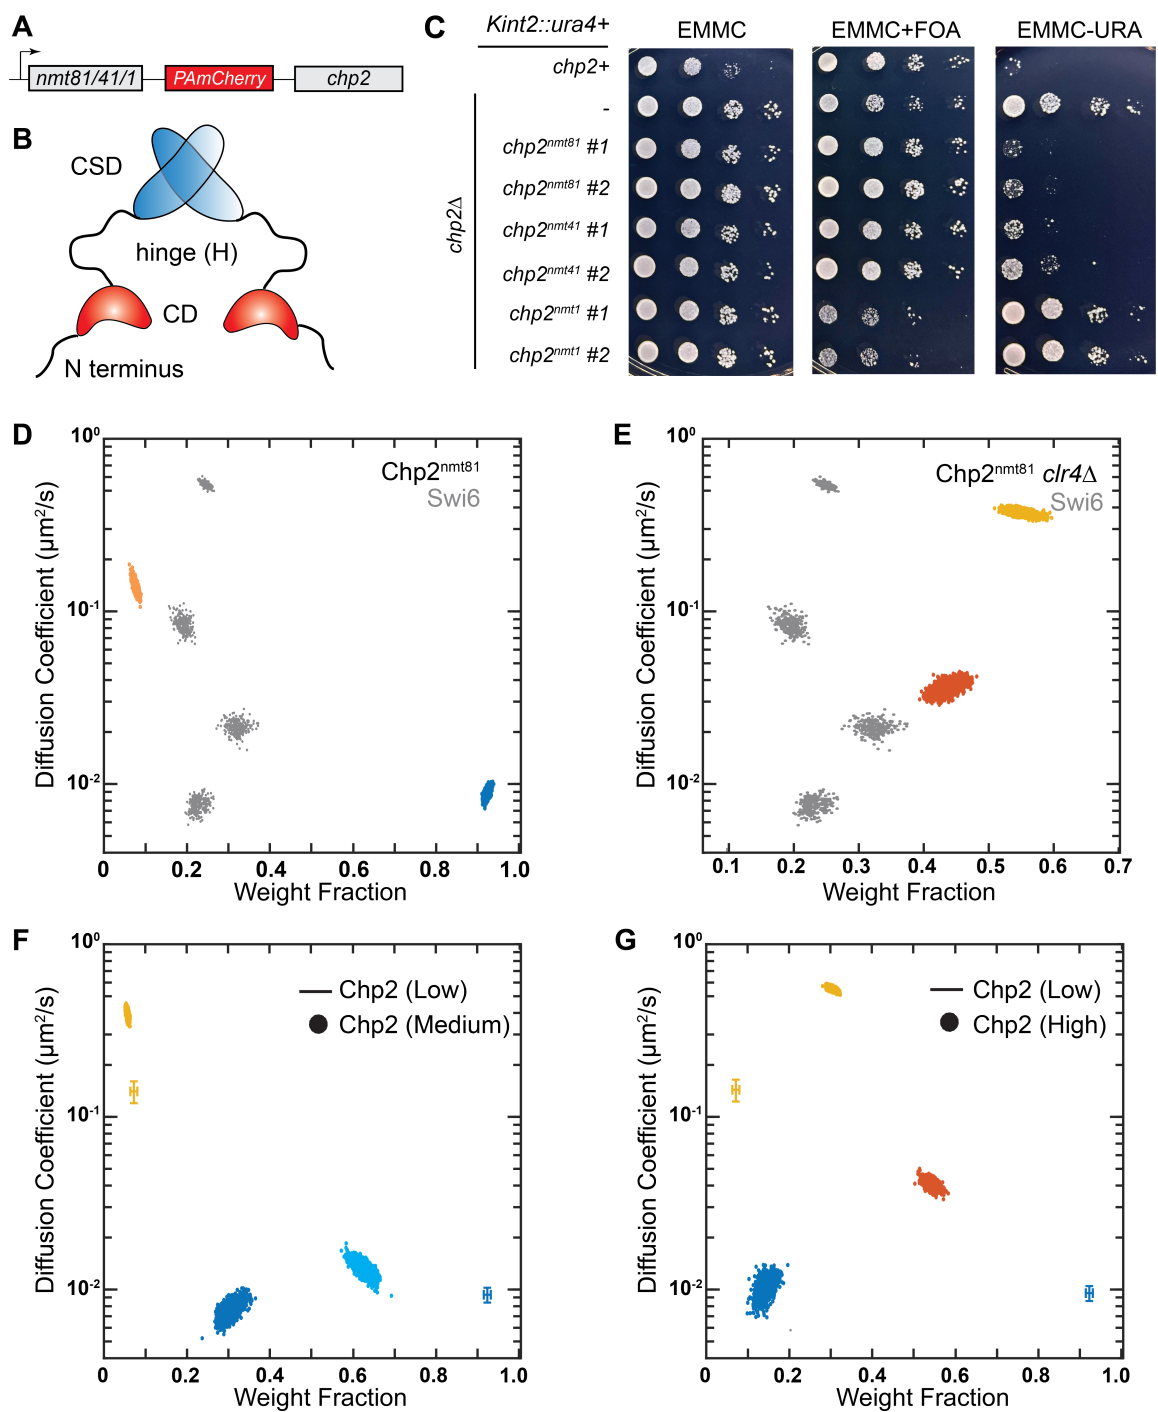 A
nmt81/41/1 PAmCherry chp2
B
CSD
hinge (H)
CD
N terminus
C
Kint2::ura4+ EMMC EMMC+FOA EMMC-URA
chp2+
-
chp2nmt81 #1
chp2nmt81 #2
chp2nmt41 #1
chp2nmt41 #2
chp2nmt1 #1
chp2nmt1 #2
chp2Δ
D
Chp2nmt81
Swi6
Diffusion Coefficient (μm2/s)
100
10-1
10-2
0 0.2 0.4 0.6 0.8 1.0
Weight Fraction
E
Chp2nmt81 clr4Δ
Swi6
Diffusion Coefficient (μm2/s)
100
10-1
10-2
0.1 0.2 0.3 0.4 0.5 0.6 0.7
Weight Fraction
F
Chp2 (Low)
Chp2 (Medium)
Diffusion Coefficient (μm2/s)
100
10-1
10-2
0 0.2 0.4 0.6 0.8 1.0
Weight Fraction
G
Chp2 (Low)
Chp2 (High)
Diffusion Coefficient (μm2/s)
100
10-1
10-2
0 0.2 0.4 0.6 0.8 1.0
Weight Fraction